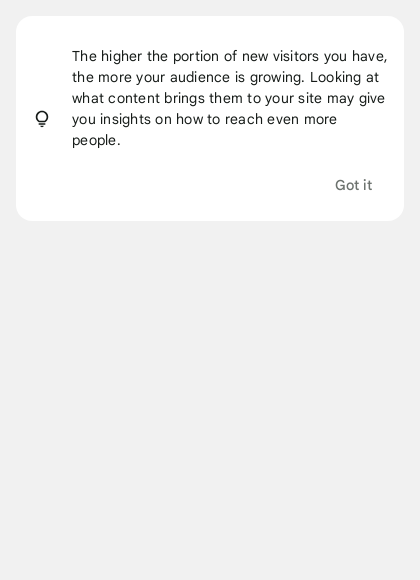 The higher the portion of new visitors you have,
the more your audience is growing. Looking at
what content brings them to your site may give
you insights on how to reach even more
people.
Got it